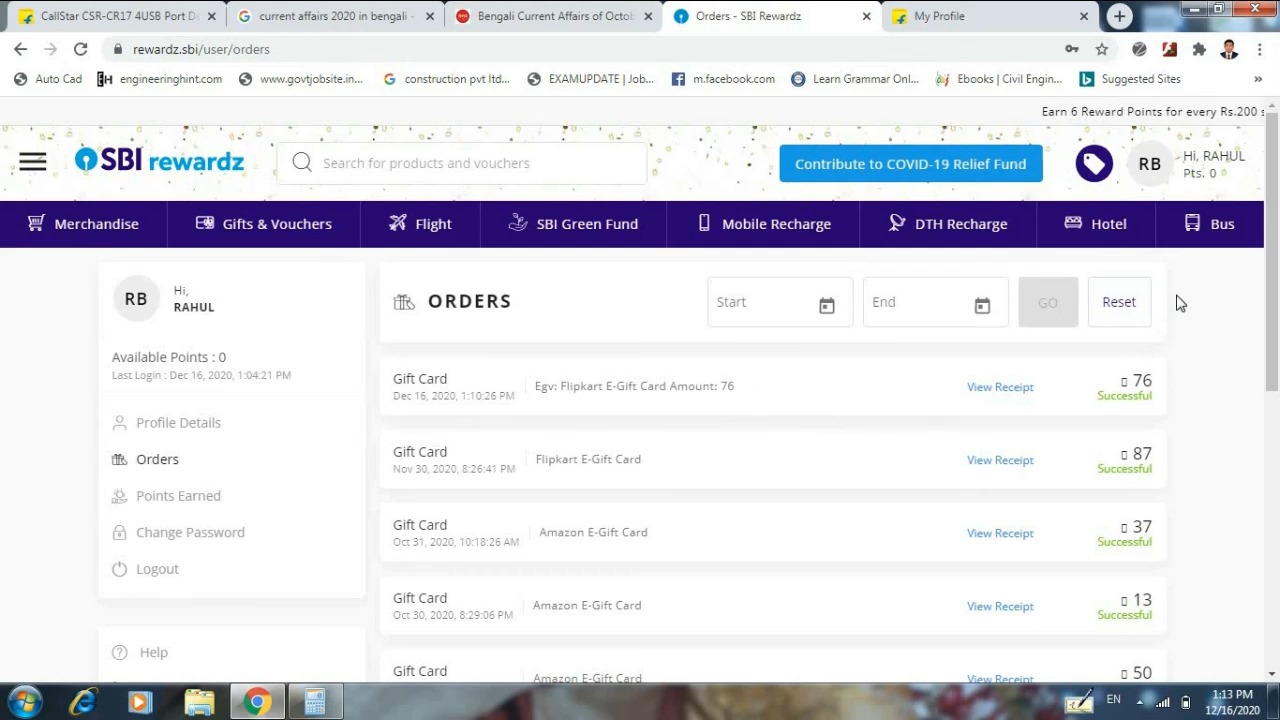 CallStar CSR-CR17 4USB Port D
current affairs 2020 in bengali -
Bengali Current Affairs of Octob
Orders - SBI Rewardz
My Profile
rewardz.sbi/user/orders
Auto Cad
engineeringhint.com
www.govtjobsite.in...
construction pvt ltd...
EXAMUPDATE | Job...
m.facebook.com
Learn Grammar Onl...
Ebooks | Civil Engin...
Suggested Sites
Earn 6 Reward Points for every Rs.200 s
SBI rewardz
Search for products and vouchers
Contribute to COVID-19 Relief Fund
RB
Hi, RAHUL
Pts. 0
Merchandise
Gifts & Vouchers
Flight
SBI Green Fund
Mobile Recharge
DTH Recharge
Hotel
Bus
RB
Hi,
RAHUL
Available Points : 0
Last Login : Dec 16, 2020, 1:04:21 PM
Profile Details
Orders
Points Earned
Change Password
Logout
Help
ORDERS
Start
End
GO
Reset
Gift Card
Dec 16, 2020, 1:10:26 PM
Egv: Flipkart E-Gift Card Amount: 76
View Receipt
76
Successful
Gift Card
Nov 30, 2020, 8:26:41 PM
Flipkart E-Gift Card
View Receipt
87
Successful
Gift Card
Oct 31, 2020, 10:18:26 AM
Amazon E-Gift Card
View Receipt
37
Successful
Gift Card
Oct 30, 2020, 8:29:06 PM
Amazon E-Gift Card
View Receipt
13
Successful
Gift Card
Amazon E-Gift Card
View Receipt
50
EN
1:13 PM
12/16/2020